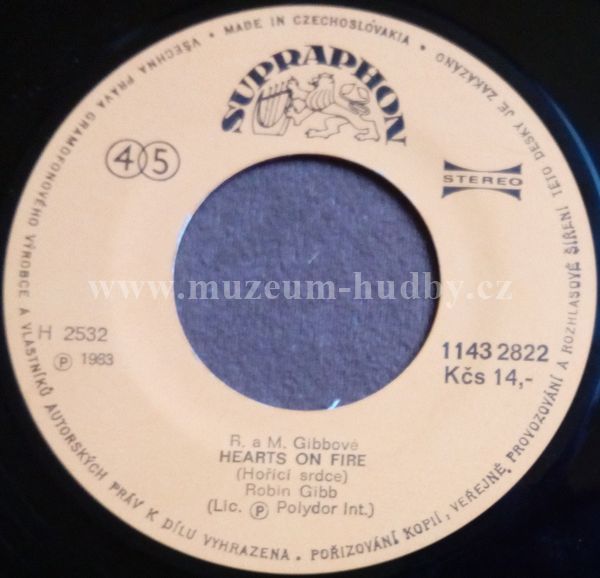 VŠECHNA PRÁVA GRAMOFONOVÉHO VÝROBCE A VLASTNÍKŮ AUTORSKÝCH PRÁV K DÍLU VYHRAZENA. POŘIZOVÁNÍ KOPIÍ, VEŘEJNÉ PROVOZOVÁNÍ A ROZHLASOVÉ ŠÍŘENÍ TÉTO DESKY JE ZAKÁZÁNO
• MADE IN CZECHOSLOVAKIA •
SUPRAPHON
45
STEREO
www.muzeum-hudby.cz
H 2532
Ⓟ 1983
1143 2822
Kčs 14,-
R. a M. Gibbové
HEARTS ON FIRE
(Hořící srdce)
Robin Gibb
(Lic. Ⓟ Polydor Int.)